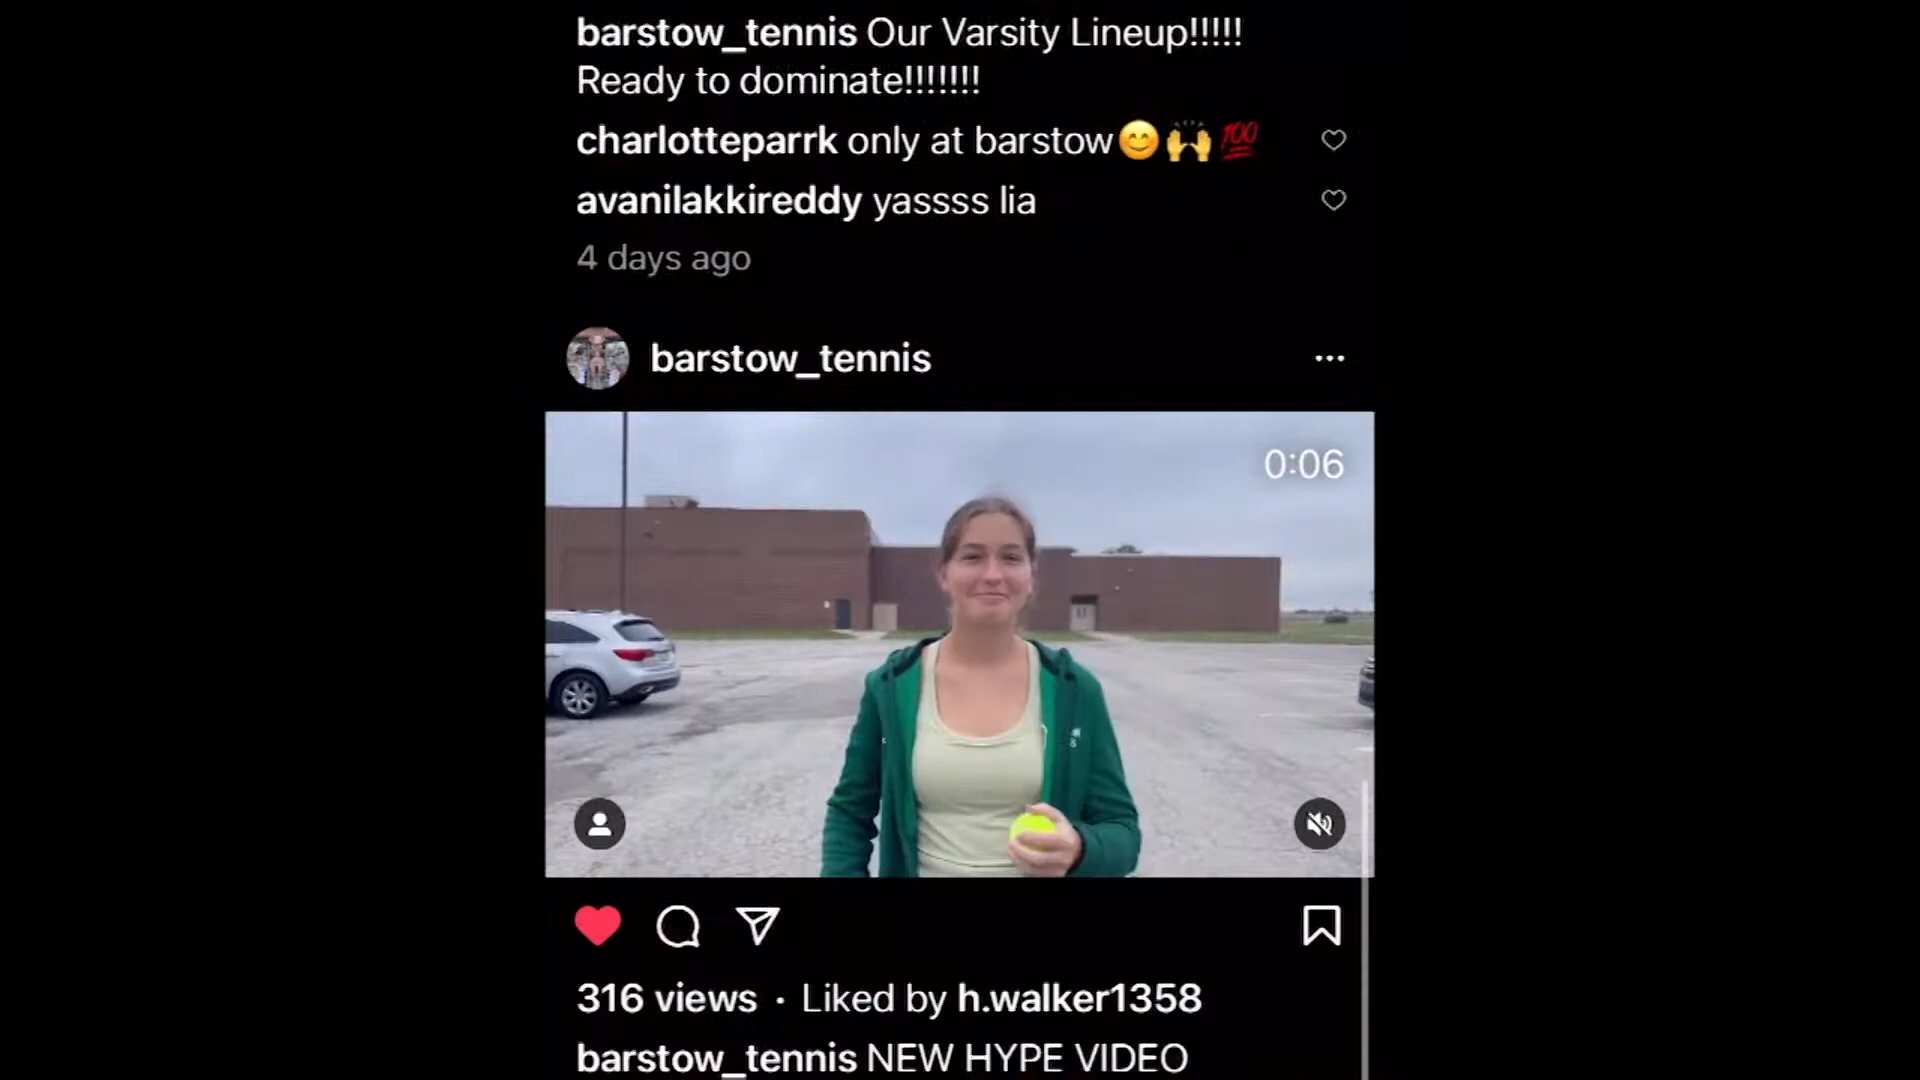 barstow_tennis Our Varsity Lineup!!!!!
Ready to dominate!!!!!!!
charlotteparrk only at barstow😊🙌💯
avanilakkireddy yassss lia
4 days ago
barstow_tennis
0:06
316 views · Liked by h.walker1358
barstow_tennis NEW HYPE VIDEO